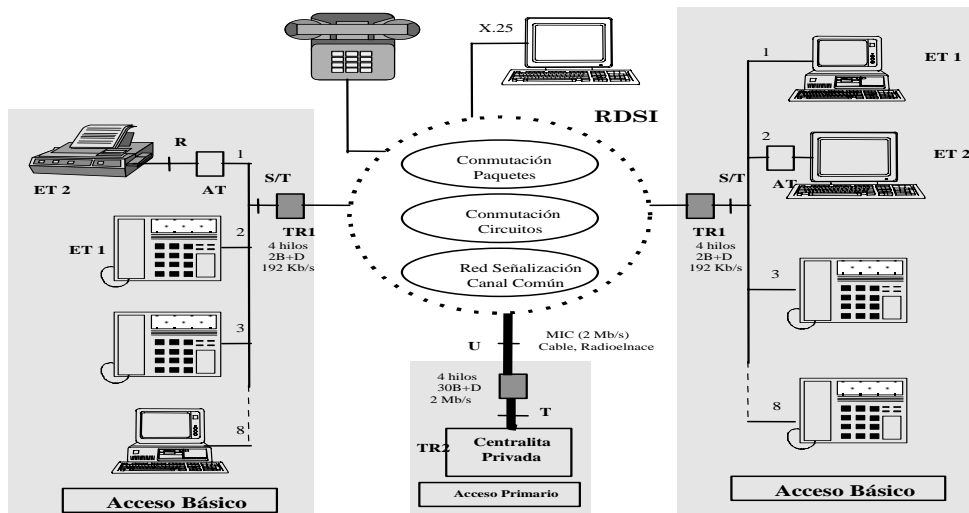 X.25
RDSI
Conmutación
Paquetes
Conmutación
Circuitos
Red Señalización
Canal Común
R
1
AT
ET 2
S/T
TR1
4 hilos
2B+D
192 Kb/s
ET 1
2
3
8
Acceso Básico
U
MIC (2 Mb/s)
Cable, Radioelnace
4 hilos
30B+D
2 Mb/s
T
TR2
Centralita
Privada
Acceso Primario
1
ET 1
2
AT
ET 2
S/T
TR1
4 hilos
2B+D
192 Kb/s
3
8
Acceso Básico